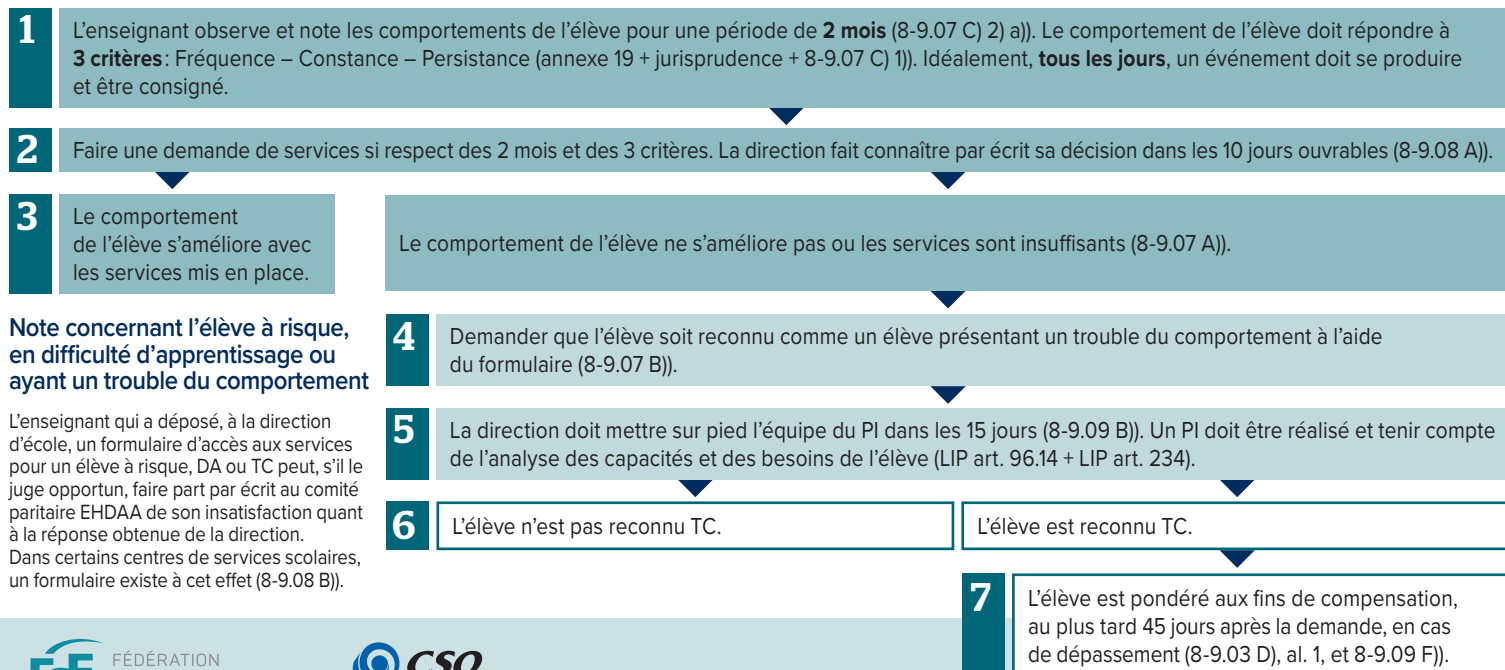 1
L'enseignant observe et note les comportements de l'élève pour une période de 2 mois (8-9.07 C) 2) a)). Le comportement de l'élève doit répondre à
3 critères : Fréquence – Constance – Persistance (annexe 19 + jurisprudence + 8-9.07 C) 1)). Idéalement, tous les jours, un événement doit se produire
et être consigné.
2
Faire une demande de services si respect des 2 mois et des 3 critères. La direction fait connaître par écrit sa décision dans les 10 jours ouvrables (8-9.08 A)).
3
Le comportement
de l'élève s'améliore avec
les services mis en place.
Le comportement de l'élève ne s'améliore pas ou les services sont insuffisants (8-9.07 A)).
Note concernant l'élève à risque,
en difficulté d'apprentissage ou
ayant un trouble du comportement
L'enseignant qui a déposé, à la direction
d'école, un formulaire d'accès aux services
pour un élève à risque, DA ou TC peut, s'il le
juge opportun, faire part par écrit au comité
paritaire EHDAA de son insatisfaction quant
à la réponse obtenue de la direction.
Dans certains centres de services scolaires,
un formulaire existe à cet effet (8-9.08 B)).
4
Demander que l'élève soit reconnu comme un élève présentant un trouble du comportement à l'aide
du formulaire (8-9.07 B)).
5
La direction doit mettre sur pied l'équipe du PI dans les 15 jours (8-9.09 B)). Un PI doit être réalisé et tenir compte
de l'analyse des capacités et des besoins de l'élève (LIP art. 96.14 + LIP art. 234).
6
L'élève n'est pas reconnu TC.
L'élève est reconnu TC.
7
L'élève est pondéré aux fins de compensation,
au plus tard 45 jours après la demande, en cas
de dépassement (8-9.03 D), al. 1, et 8-9.09 F)).
FÉDÉRATION
CSQ